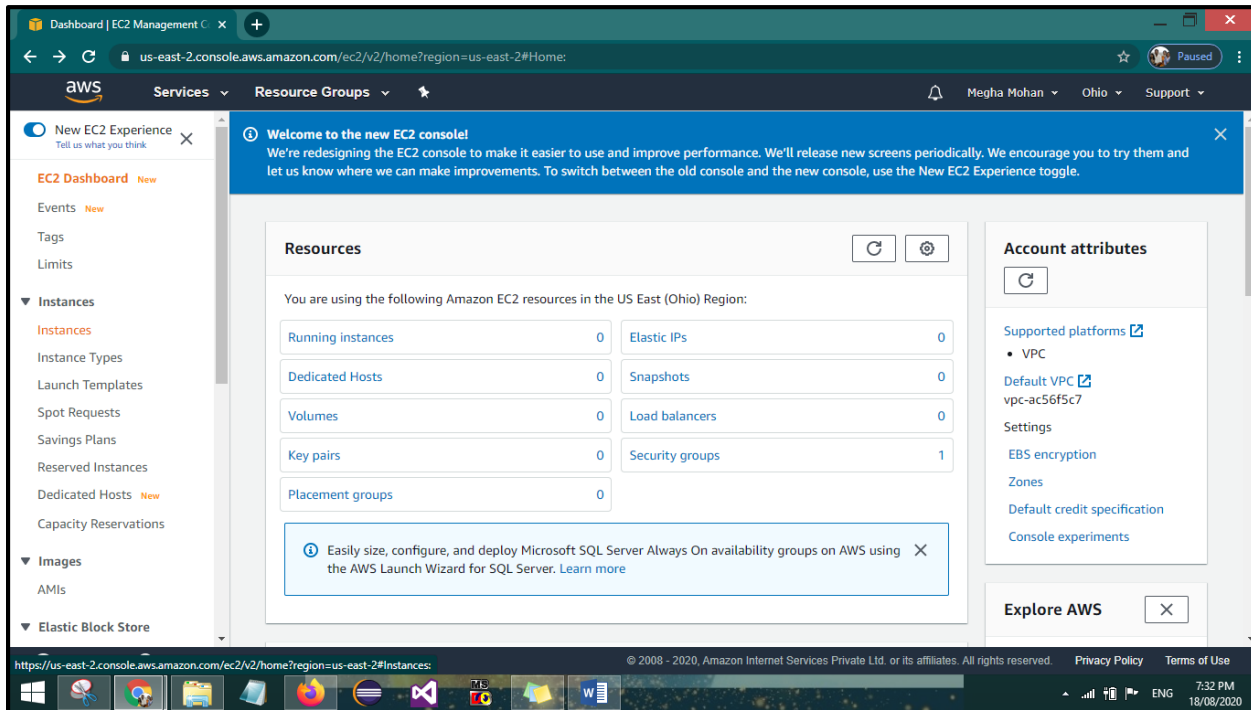 Dashboard | EC2 Management C
us-east-2.console.aws.amazon.com/ec2/v2/home?region=us-east-2#Home:
Paused
aws
Services
Resource Groups
Megha Mohan
Ohio
Support
New EC2 Experience
Tell us what you think
EC2 Dashboard New
Events New
Tags
Limits
Instances
Instances
Instance Types
Launch Templates
Spot Requests
Savings Plans
Reserved Instances
Dedicated Hosts New
Capacity Reservations
Images
AMIs
Elastic Block Store
Welcome to the new EC2 console!
We're redesigning the EC2 console to make it easier to use and improve performance. We'll release new screens periodically. We encourage you to try them and
let us know where we can make improvements. To switch between the old console and the new console, use the New EC2 Experience toggle.
Resources
You are using the following Amazon EC2 resources in the US East (Ohio) Region:
Running instances 0
Elastic IPs 0
Dedicated Hosts 0
Snapshots 0
Volumes 0
Load balancers 0
Key pairs 0
Security groups 1
Placement groups 0
Easily size, configure, and deploy Microsoft SQL Server Always On availability groups on AWS using
the AWS Launch Wizard for SQL Server. Learn more
Account attributes
Supported platforms
• VPC
Default VPC
vpc-ac56f5c7
Settings
EBS encryption
Zones
Default credit specification
Console experiments
Explore AWS
https://us-east-2.console.aws.amazon.com/ec2/v2/home?region=us-east-2#Instances:
© 2008 - 2020, Amazon Internet Services Private Ltd. or its affiliates. All rights reserved.
Privacy Policy
Terms of Use
ENG
7:32 PM
18/08/2020